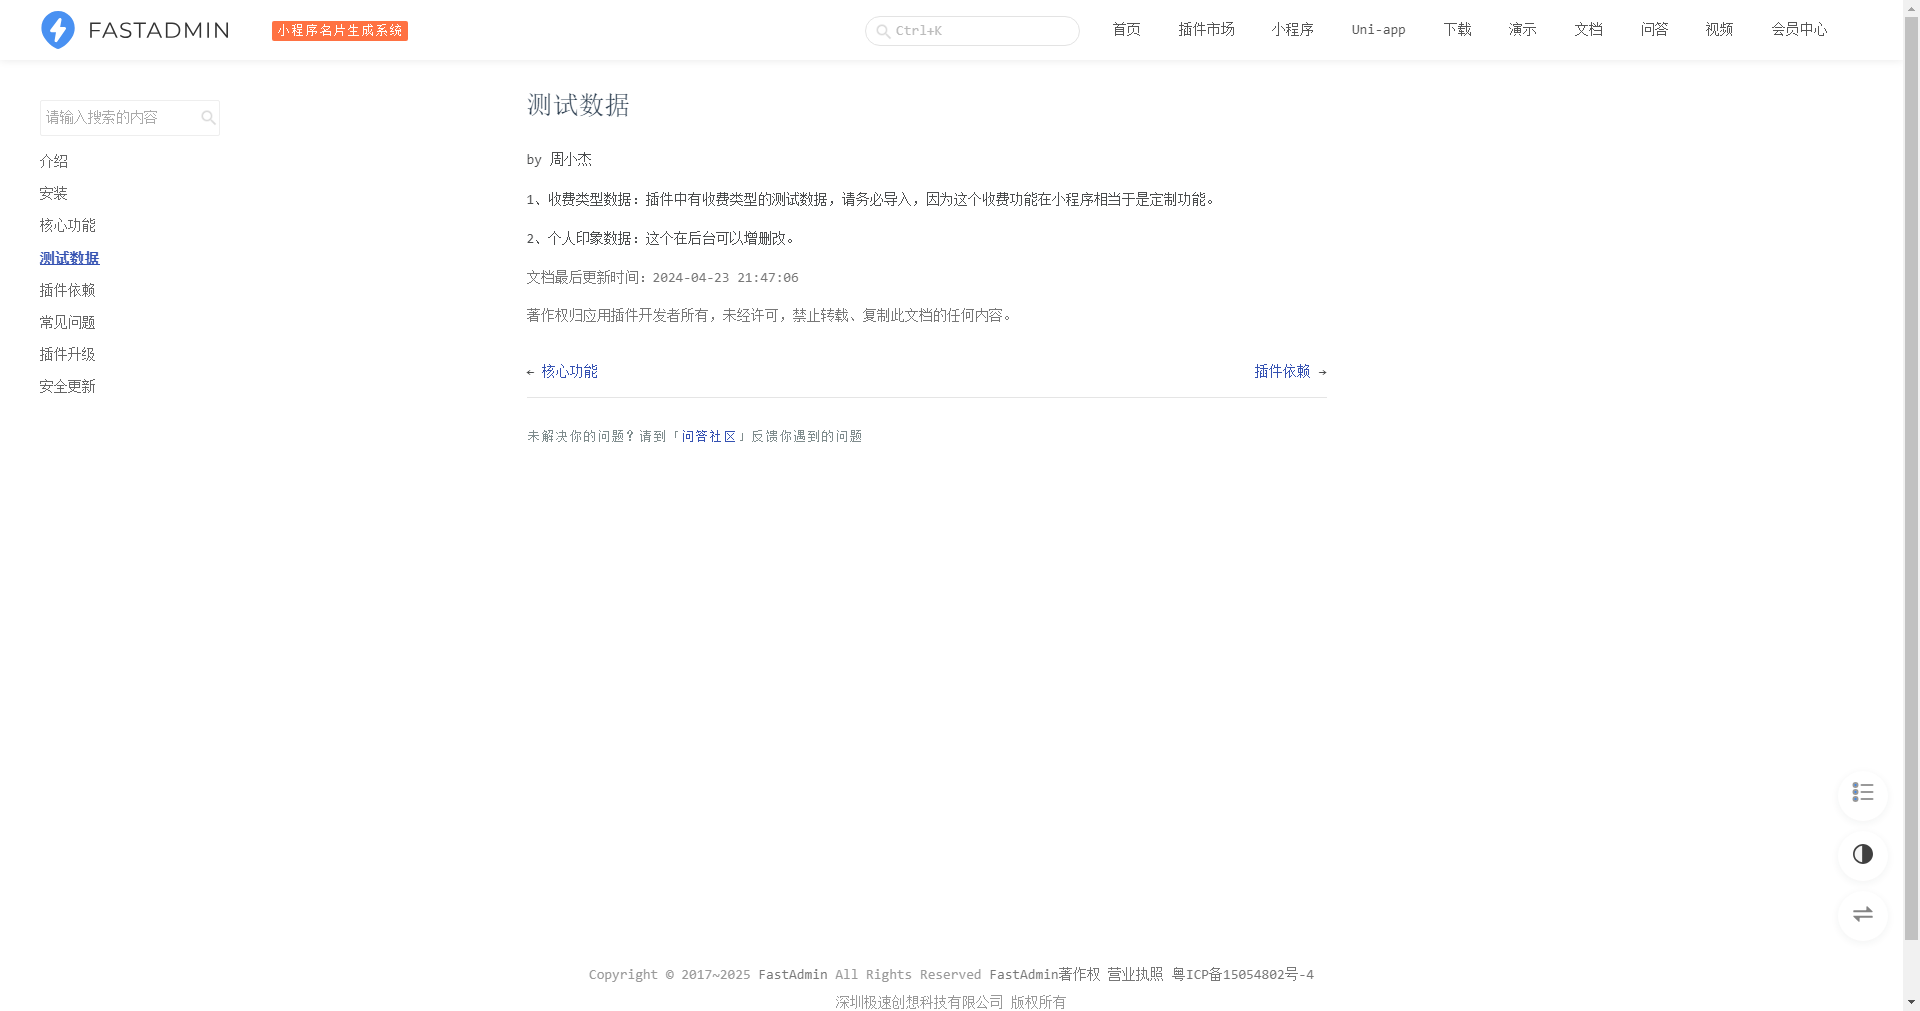 FASTADMIN 小程序名片生成系统 Ctrl+K 首页 插件市场 小程序 Uni-app 下载 演示 文档 问答 视频 会员中心
请输入搜索的内容
介绍
安装
核心功能
测试数据
插件依赖
常见问题
插件升级
安全更新
测试数据
by 周小杰
1、收费类型数据：插件中有收费类型的测试数据，请务必导入，因为这个收费功能在小程序相当于是定制功能。
2、个人印象数据：这个在后台可以增删改。
文档最后更新时间：2024-04-23 21:47:06
著作权归应用插件开发者所有，未经许可，禁止转载、复制此文档的任何内容。
← 核心功能 插件依赖 →
未解决你的问题？请到「问答社区」反馈你遇到的问题
Copyright © 2017~2025 FastAdmin All Rights Reserved FastAdmin著作权 营业执照 粤ICP备15054802号-4
深圳极速创想科技有限公司 版权所有